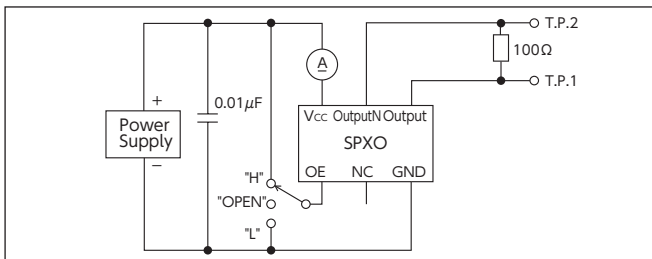 T.P.2
100Ω
T.P.1
A
0.01μF
+
Power
Supply
−
Vcc OutputN Output
SPXO
OE NC GND
"H"
"OPEN"
"L"